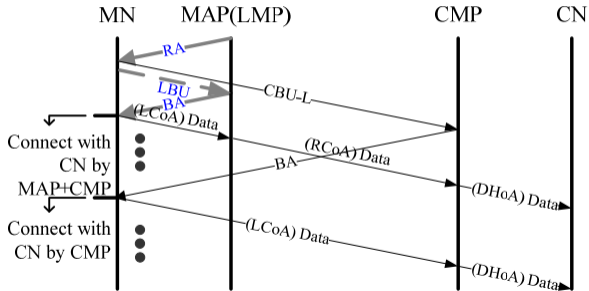 MN MAP(LMP) CMP CN
RA
LBU
CBU-L
BA
(LCoA) Data
Connect with
CN by
MAP+CMP
(RCoA) Data
BA
(DHoA) Data
Connect with
CN by CMP
(LCoA) Data
(DHoA) Data